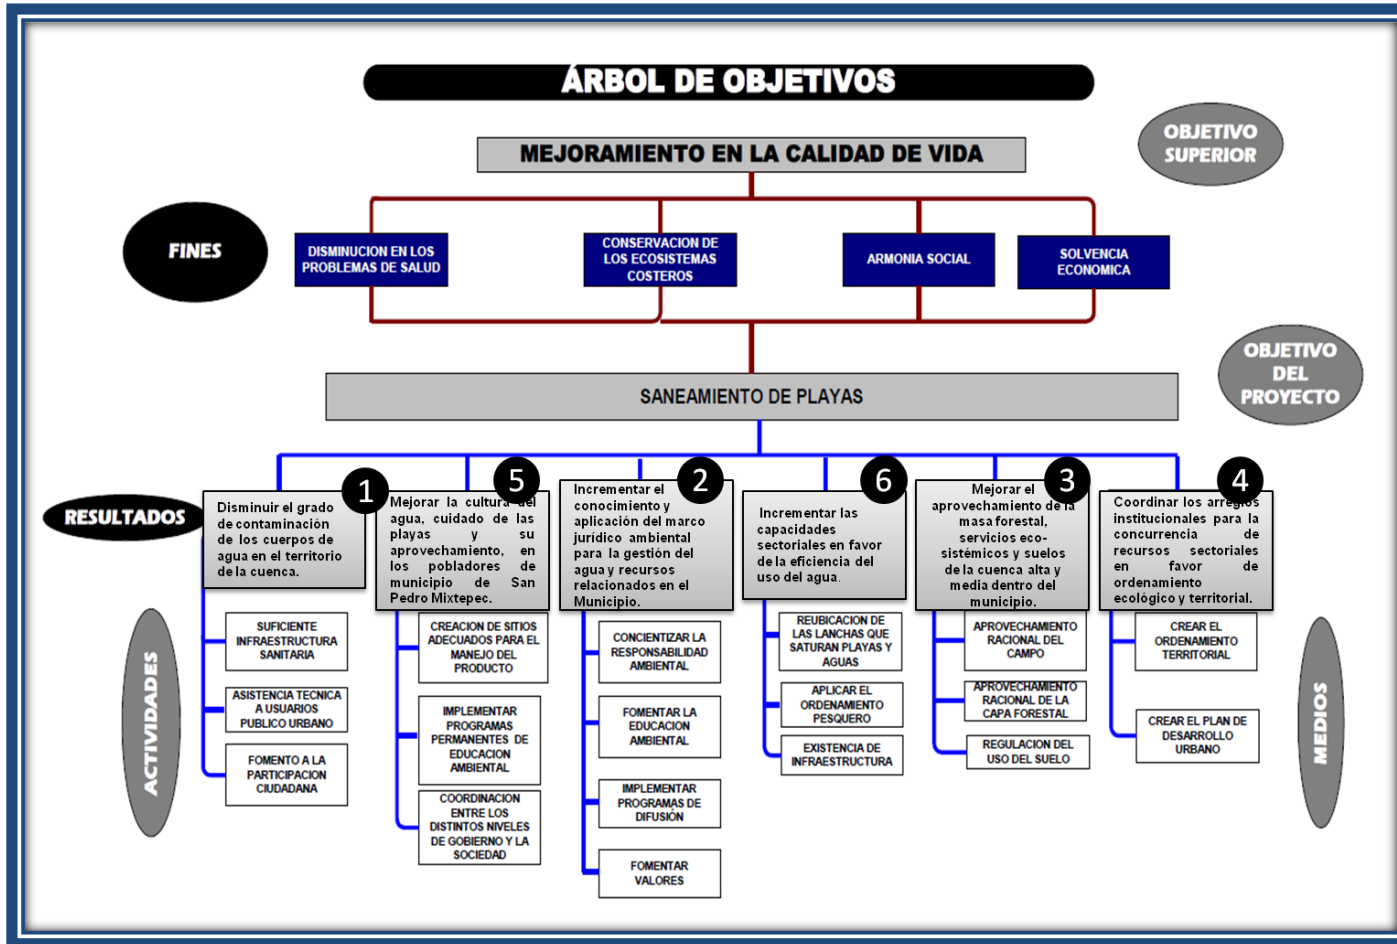 ÁRBOL DE OBJETIVOS
OBJETIVO
SUPERIOR
MEJORAMIENTO EN LA CALIDAD DE VIDA
FINES
DISMINUCION EN LOS
PROBLEMAS DE SALUD
CONSERVACION DE
LOS ECOSISTEMAS
COSTEROS
ARMONIA SOCIAL
SOLVENCIA
ECONOMICA
OBJETIVO
DEL
PROYECTO
SANEAMIENTO DE PLAYAS
RESULTADOS
1
Disminuir el grado
de contaminación
de los cuerpos de
agua en el territorio
de la cuenca.
5
Mejorar la cultura del
agua, cuidado de las
playas y su
aprovechamiento, en
los pobladores de
municipio de San
Pedro Mixtepec.
2
Incrementar el
conocimiento y
aplicación del marco
jurídico ambiental
para la gestión del
agua y recursos
relacionados en el
Municipio.
6
Incrementar las
capacidades
sectoriales en favor
de la eficiencia del
uso del agua.
3
Mejorar el
aprovechamiento de la
masa forestal,
servicios eco-
sistémicos y suelos
de la cuenca alta y
media dentro del
municipio.
4
Coordinar los arreglos
institucionales para la
concurrencia de
recursos sectoriales
en favor de
ordenamiento
ecológico y territorial.
ACTIVIDADES
SUFICIENTE
INFRAESTRUCTURA
SANITARIA
ASISTENCIA TECNICA
A USUARIOS
PUBLICO URBANO
FOMENTO A LA
PARTICIPACION
CIUDADANA
CREACION DE SITIOS
ADECUADOS PARA EL
MANEJO DEL
PRODUCTO
IMPLEMENTAR
PROGRAMAS
PERMANENTES DE
EDUCACION
AMBIENTAL
COORDINACION
ENTRE LOS
DISTINTOS NIVELES
DE GOBIERNO Y LA
SOCIEDAD
CONCIENTIZAR LA
RESPONSABILIDAD
AMBIENTAL
FOMENTAR LA
EDUCACION
AMBIENTAL
IMPLEMENTAR
PROGRAMAS DE
DIFUSIÓN
FOMENTAR
VALORES
REUBICACION DE
LAS LANCHAS QUE
SATURAN PLAYAS Y
AGUAS
APLICAR EL
ORDENAMIENTO
PESQUERO
EXISTENCIA DE
INFRAESTRUCTURA
APROVECHAMIENTO
RACIONAL DEL
CAMPO
APROVECHAMIENTO
RACIONAL DE LA
CAPA FORESTAL
REGULACION DEL
USO DEL SUELO
CREAR EL
ORDENAMIENTO
TERRITORIAL
CREAR EL PLAN DE
DESARROLLO
URBANO
MEDIOS